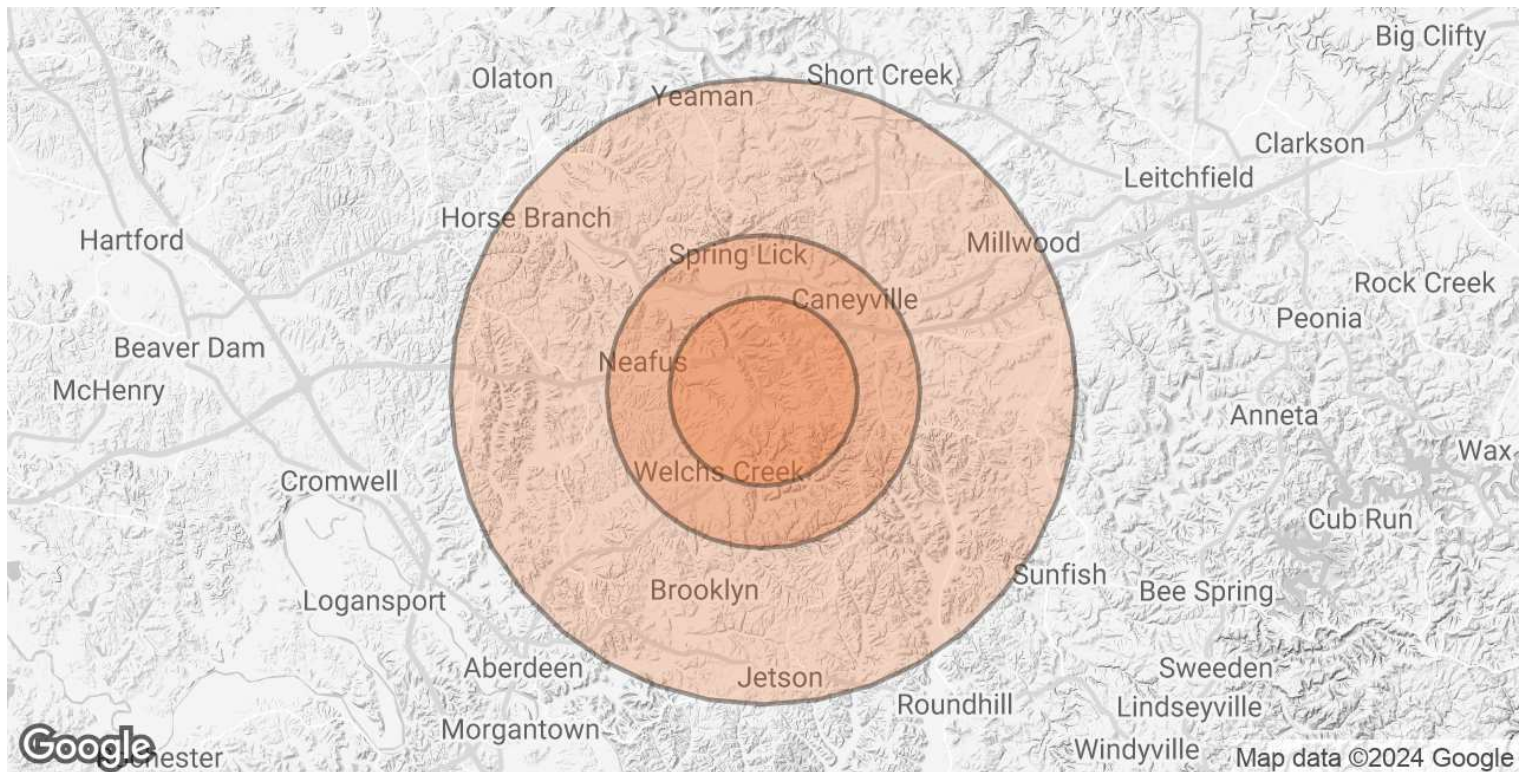 Big Clifty
Olaton
Short Creek
Yeaman
Clarkson
Leitchfield
Horse Branch
Hartford
Millwood
Spring Lick
Rock Creek
Caneyville
Peonia
Beaver Dam
Neafus
McHenry
Anneta
Wax
Welchs Creek
Cromwell
Cub Run
Sunfish
Brooklyn
Bee Spring
Logansport
Aberdeen
Sweeden
Jetson
Roundhill
Lindseyville
Morgantown
Windyville
Google
Map data ©2024 Google